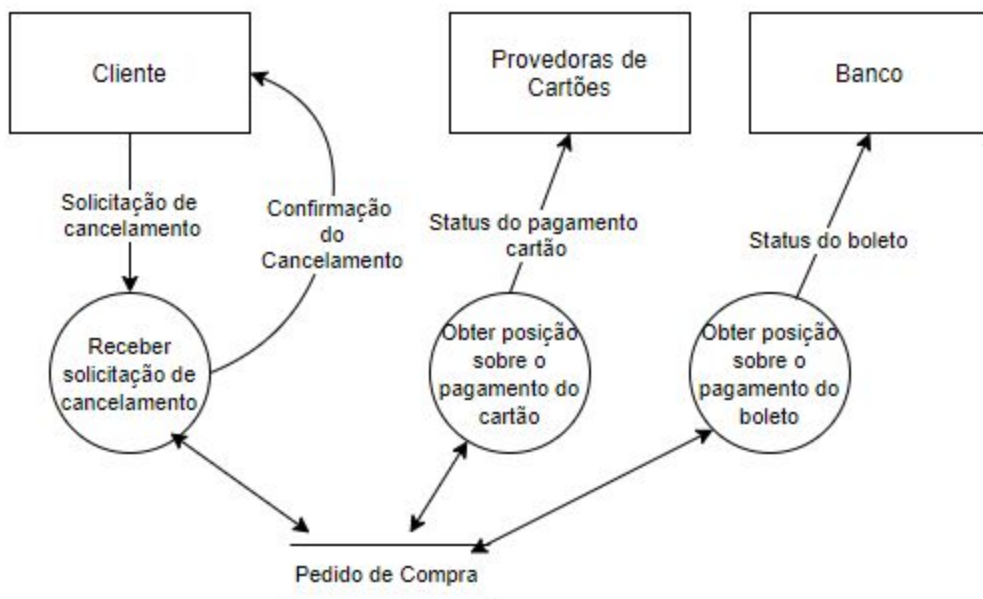 Cliente
Provedoras de
Cartões
Banco
Solicitação de
cancelamento
Confirmação
do
Cancelamento
Status do pagamento
cartão
Status do boleto
Receber
solicitação de
cancelamento
Obter posição
sobre o
pagamento do
cartão
Obter posição
sobre o
pagamento do
boleto
Pedido de Compra